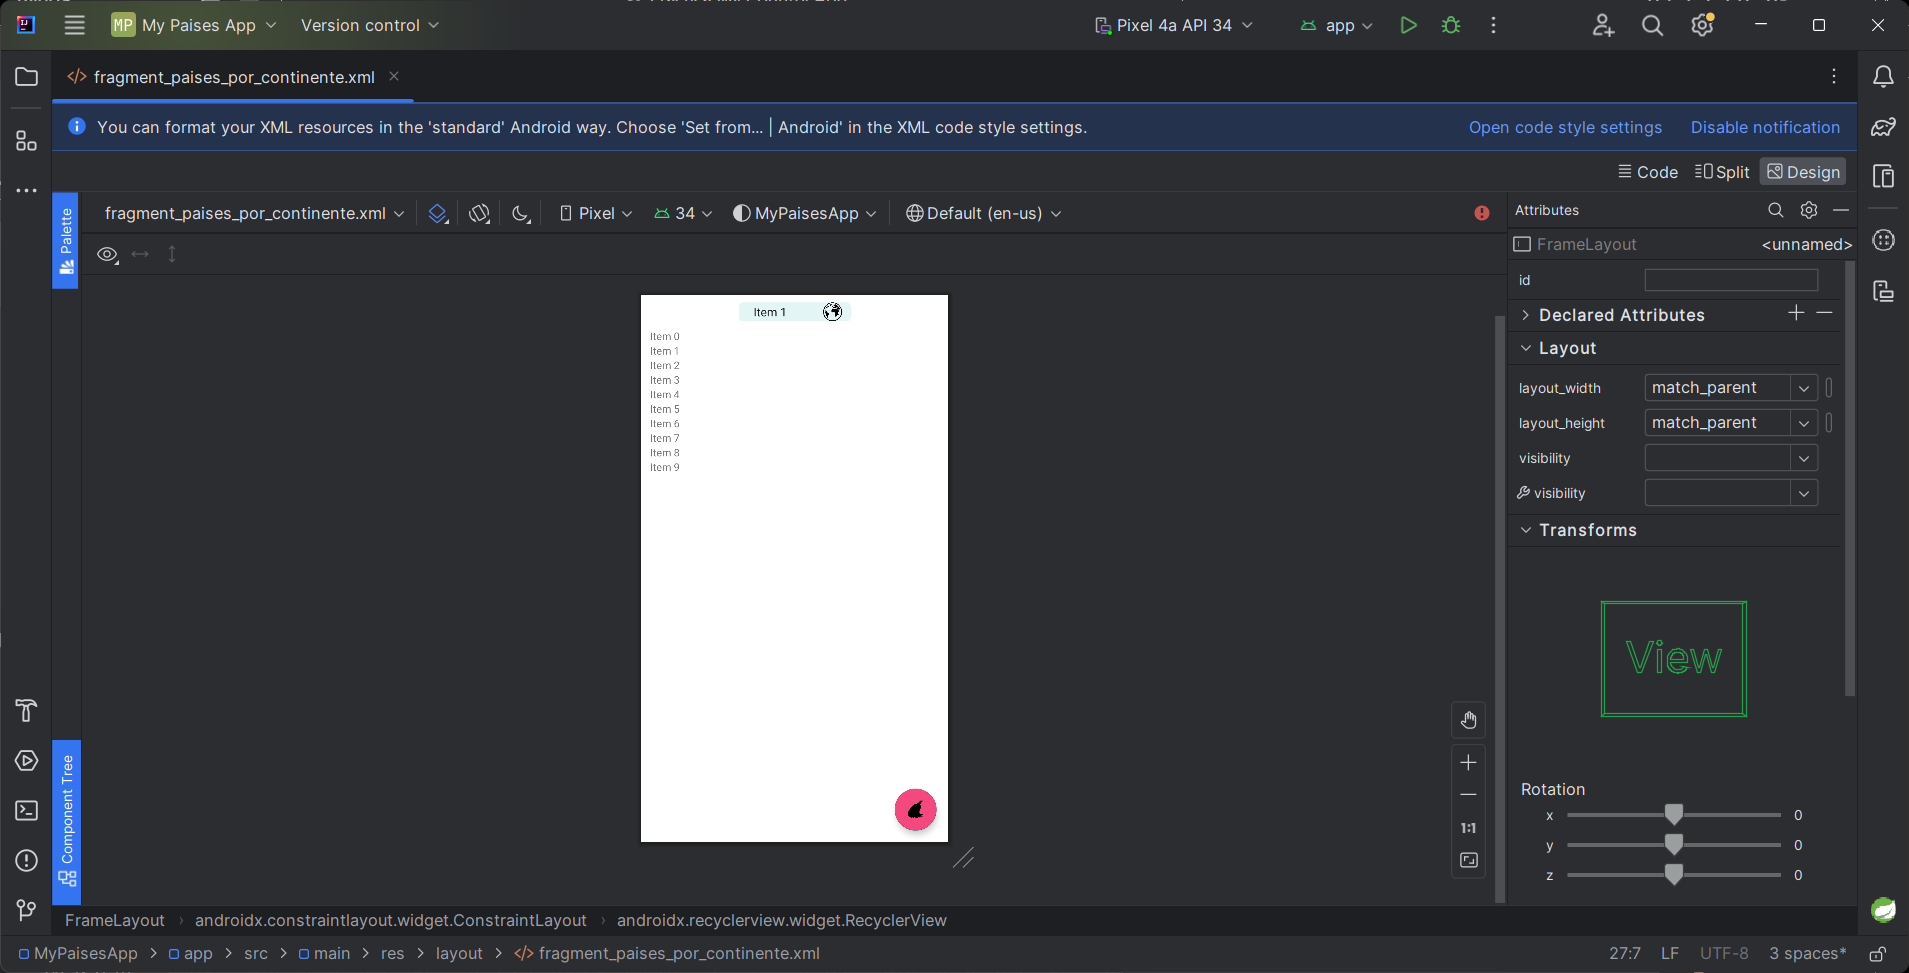 MP My Paises App Version control Pixel 4a API 34 app
</> fragment_paises_por_continente.xml
You can format your XML resources in the 'standard' Android way. Choose 'Set from... | Android' in the XML code style settings. Open code style settings Disable notification
Code Split Design
Palette
fragment_paises_por_continente.xml Pixel 34 MyPaisesApp Default (en-us)
Attributes
FrameLayout <unnamed>
id
Declared Attributes
Layout
layout_width match_parent
layout_height match_parent
visibility
visibility
Transforms
View
Rotation
x 0
y 0
z 0
Item 1
Item 0
Item 1
Item 2
Item 3
Item 4
Item 5
Item 6
Item 7
Item 8
Item 9
1:1
Component Tree
FrameLayout › androidx.constraintlayout.widget.ConstraintLayout › androidx.recyclerview.widget.RecyclerView
MyPaisesApp > app > src > main > res > layout > </> fragment_paises_por_continente.xml 27:7 LF UTF-8 3 spaces*